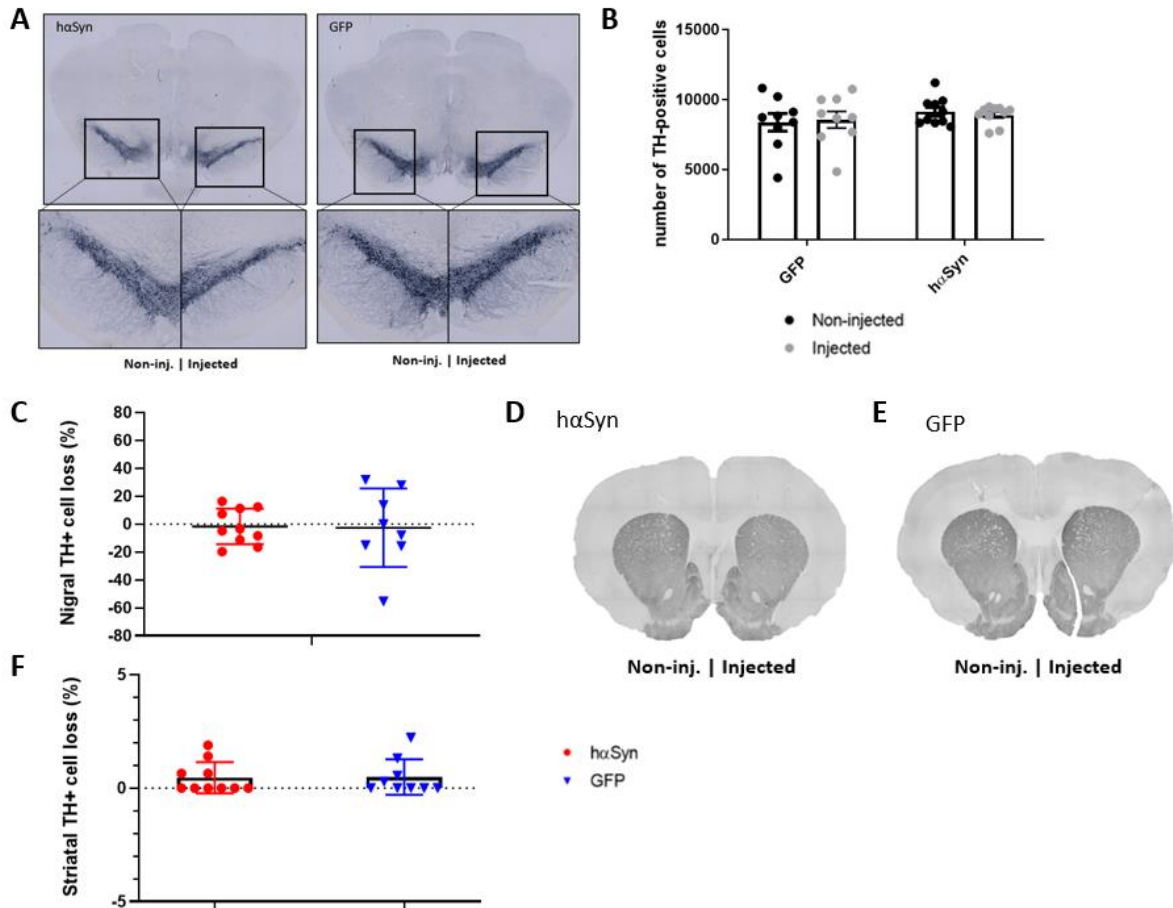 A
hαSyn
GFP
Non-inj. | Injected
Non-inj. | Injected
B
number of TH-positive cells
15000
10000
5000
0
GFP
hαSyn
Non-injected
Injected
C
Nigral TH+ cell loss (%)
80
60
40
20
0
-20
-40
-60
-80
D
hαSyn
Non-inj. | Injected
E
GFP
Non-inj. | Injected
F
Striatal TH+ cell loss (%)
5
0
-5
hαSyn
GFP